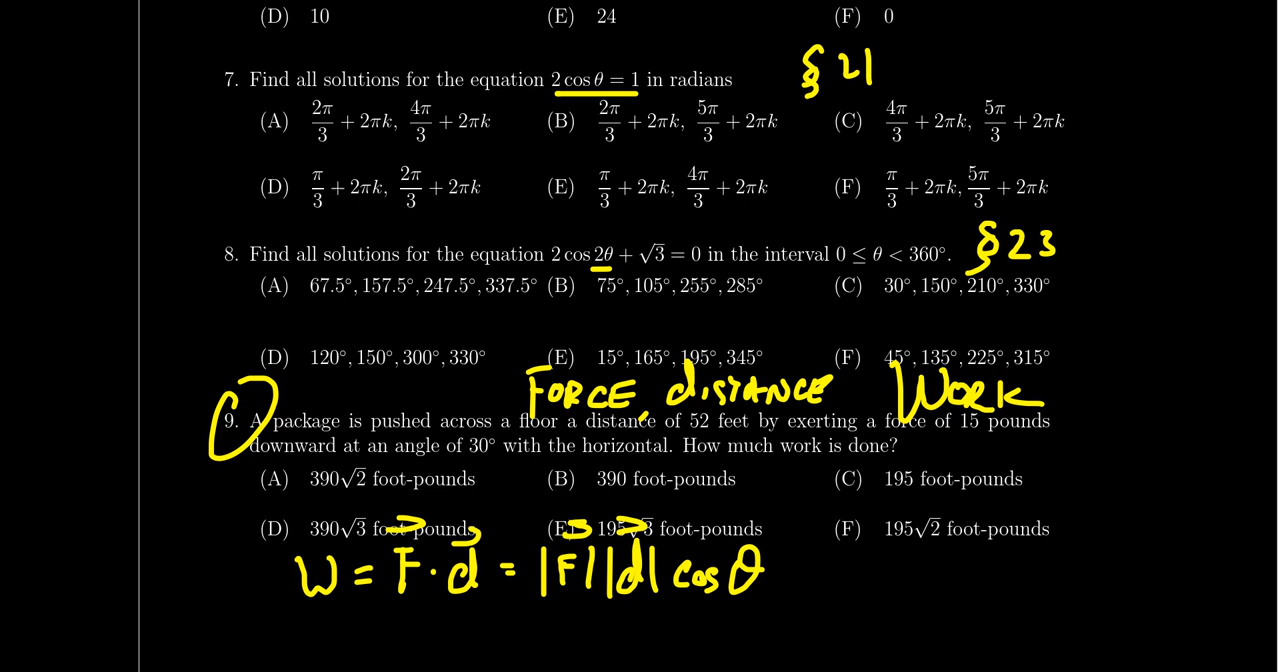 (D) 10 (E) 24 (F) 0
7. Find all solutions for the equation 2 cos θ = 1 in radians § 21
(A) 2π/3 + 2πk, 4π/3 + 2πk (B) 2π/3 + 2πk, 5π/3 + 2πk (C) 4π/3 + 2πk, 5π/3 + 2πk
(D) π/3 + 2πk, 2π/3 + 2πk (E) π/3 + 2πk, 4π/3 + 2πk (F) π/3 + 2πk, 5π/3 + 2πk
8. Find all solutions for the equation 2 cos 2θ + √3 = 0 in the interval 0 ≤ θ < 360°. § 23
(A) 67.5°, 157.5°, 247.5°, 337.5° (B) 75°, 105°, 255°, 285° (C) 30°, 150°, 210°, 330°
(D) 120°, 150°, 300°, 330° (E) 15°, 165°, 195°, 345° (F) 45°, 135°, 225°, 315°
FORCE, distance Work
9. A package is pushed across a floor a distance of 52 feet by exerting a force of 15 pounds
downward at an angle of 30° with the horizontal. How much work is done?
(A) 390√2 foot-pounds (B) 390 foot-pounds (C) 195 foot-pounds
(D) 390√3 foot-pounds (E) 195√3 foot-pounds (F) 195√2 foot-pounds
W = F⃗ · d⃗ = |F⃗| |d⃗| cos θ